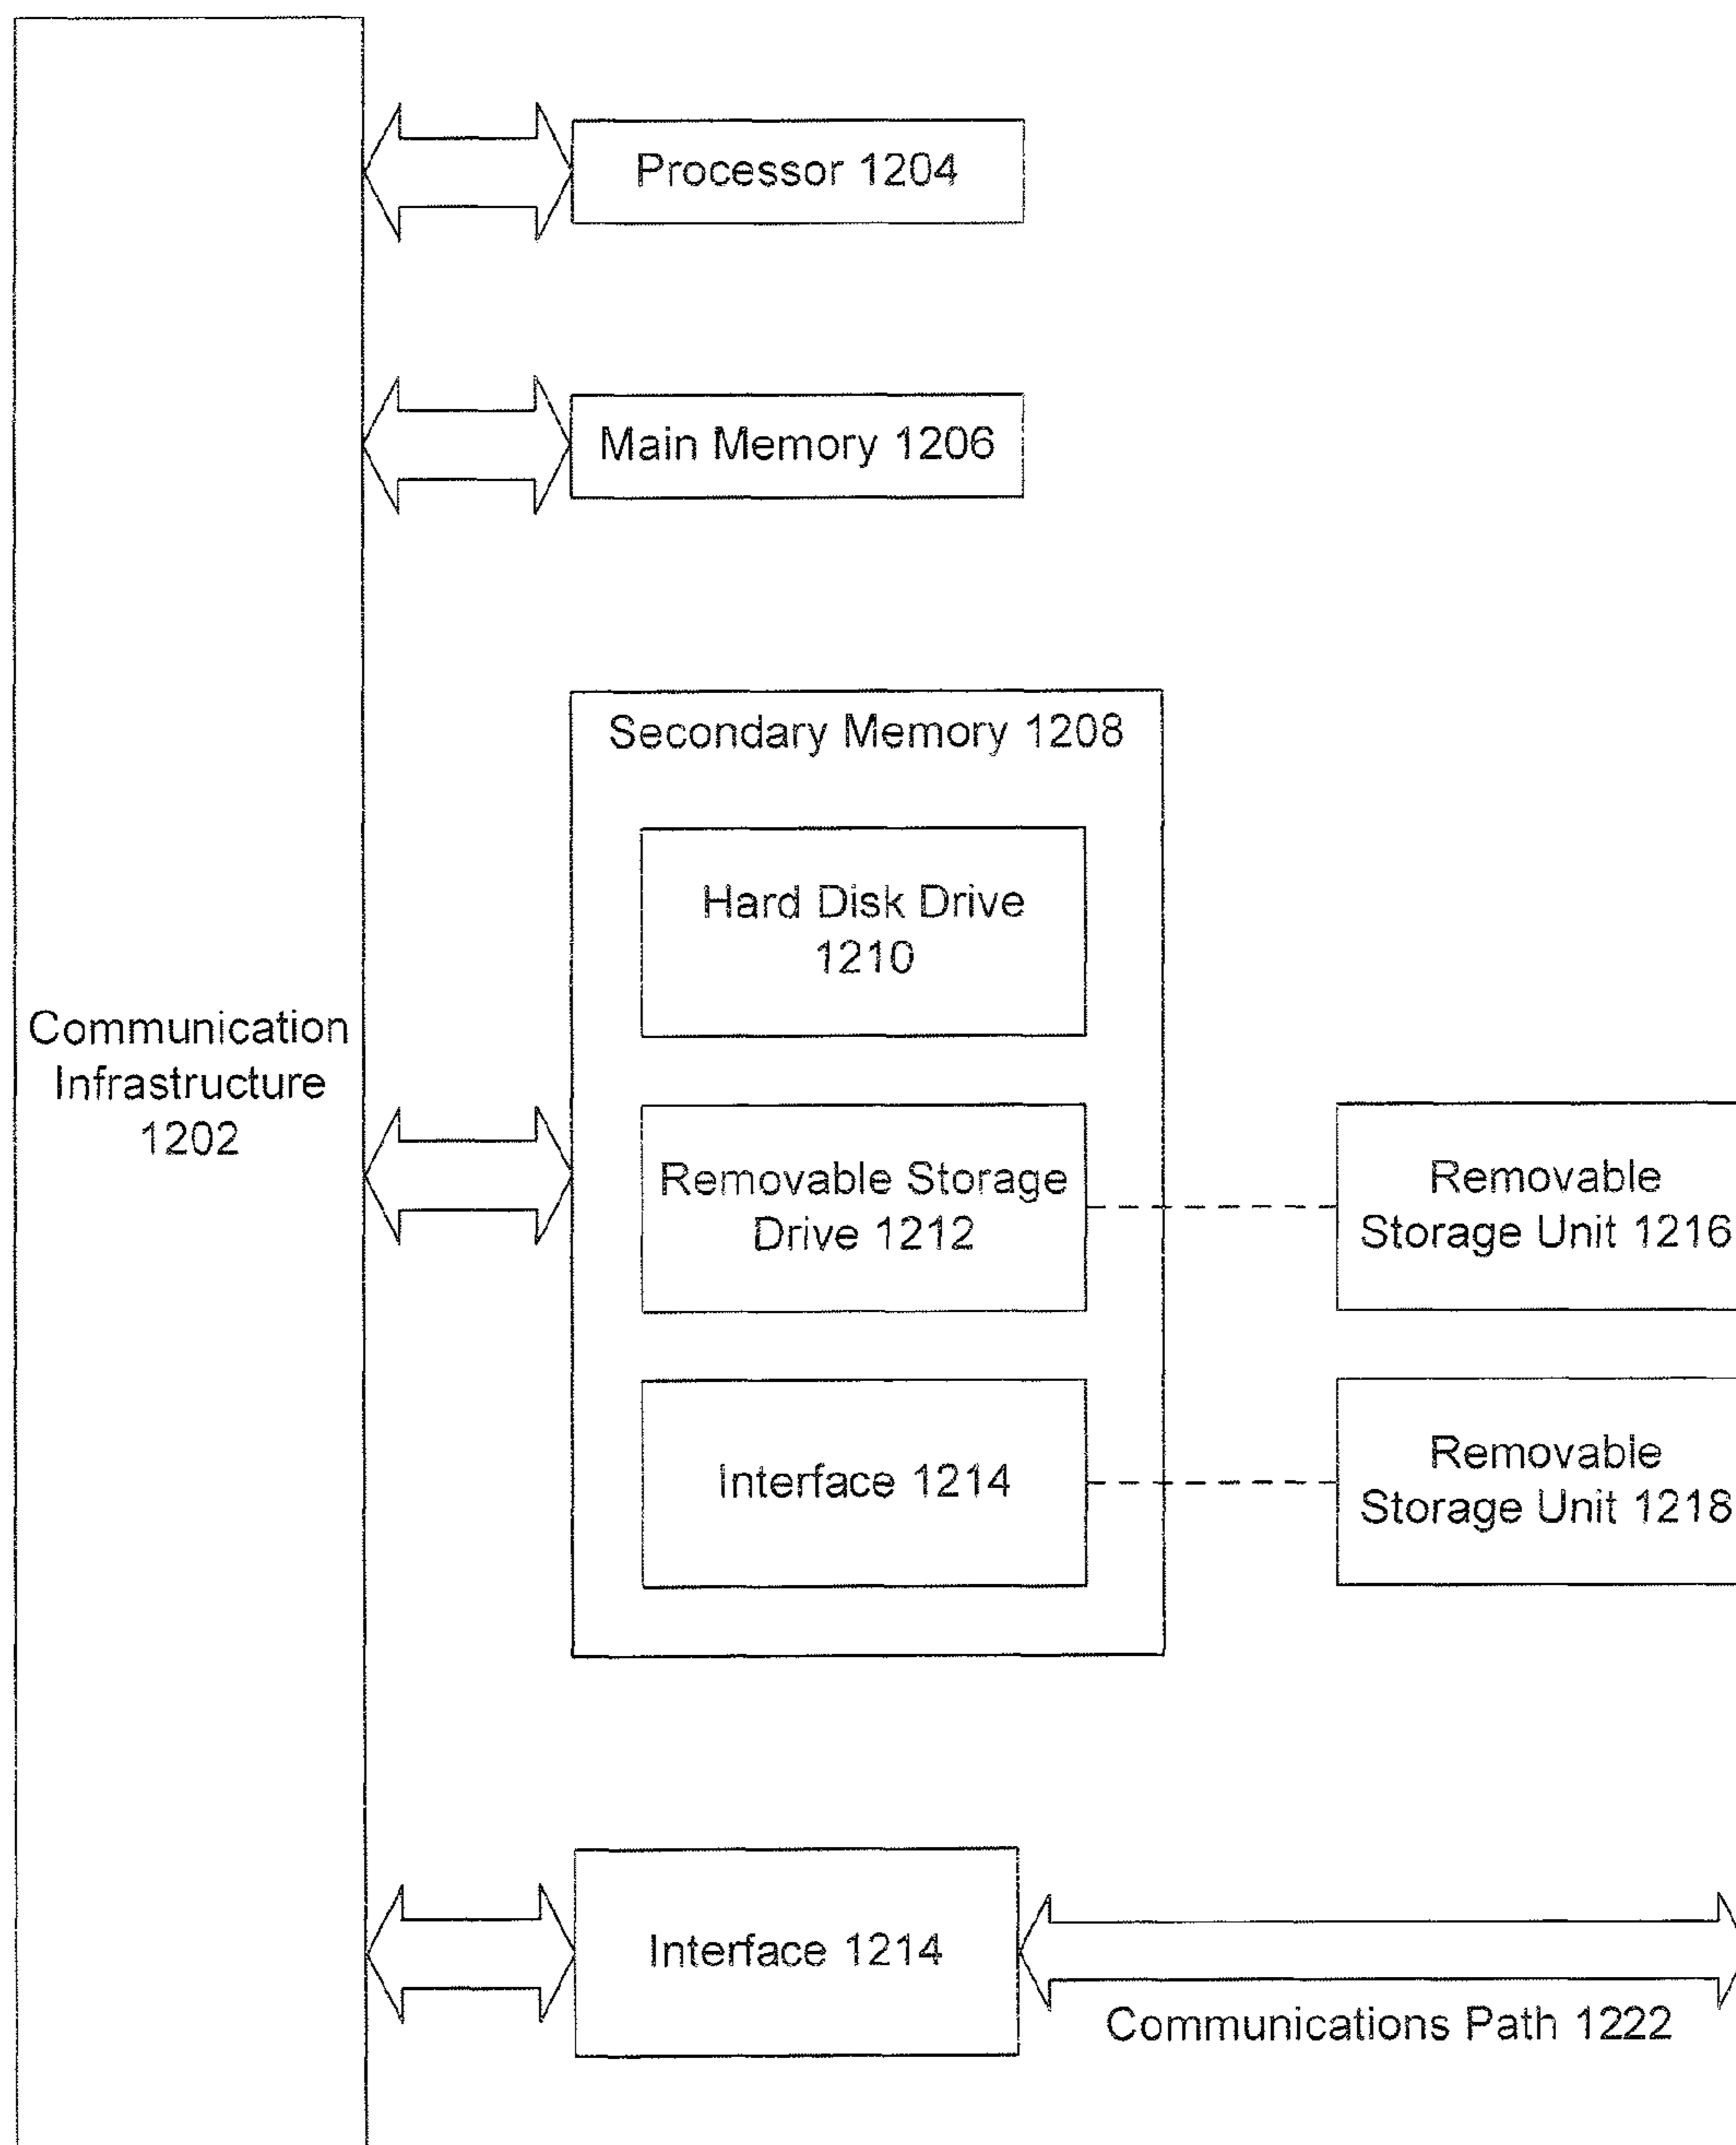 Processor 1204
Main Memory 1206
Secondary Memory 1208
Hard Disk Drive
1210
Communication
Infrastructure
1202
Removable Storage
Drive 1212
Removable
Storage Unit 1216
Interface 1214
Removable
Storage Unit 1218
Interface 1214
Communications Path 1222